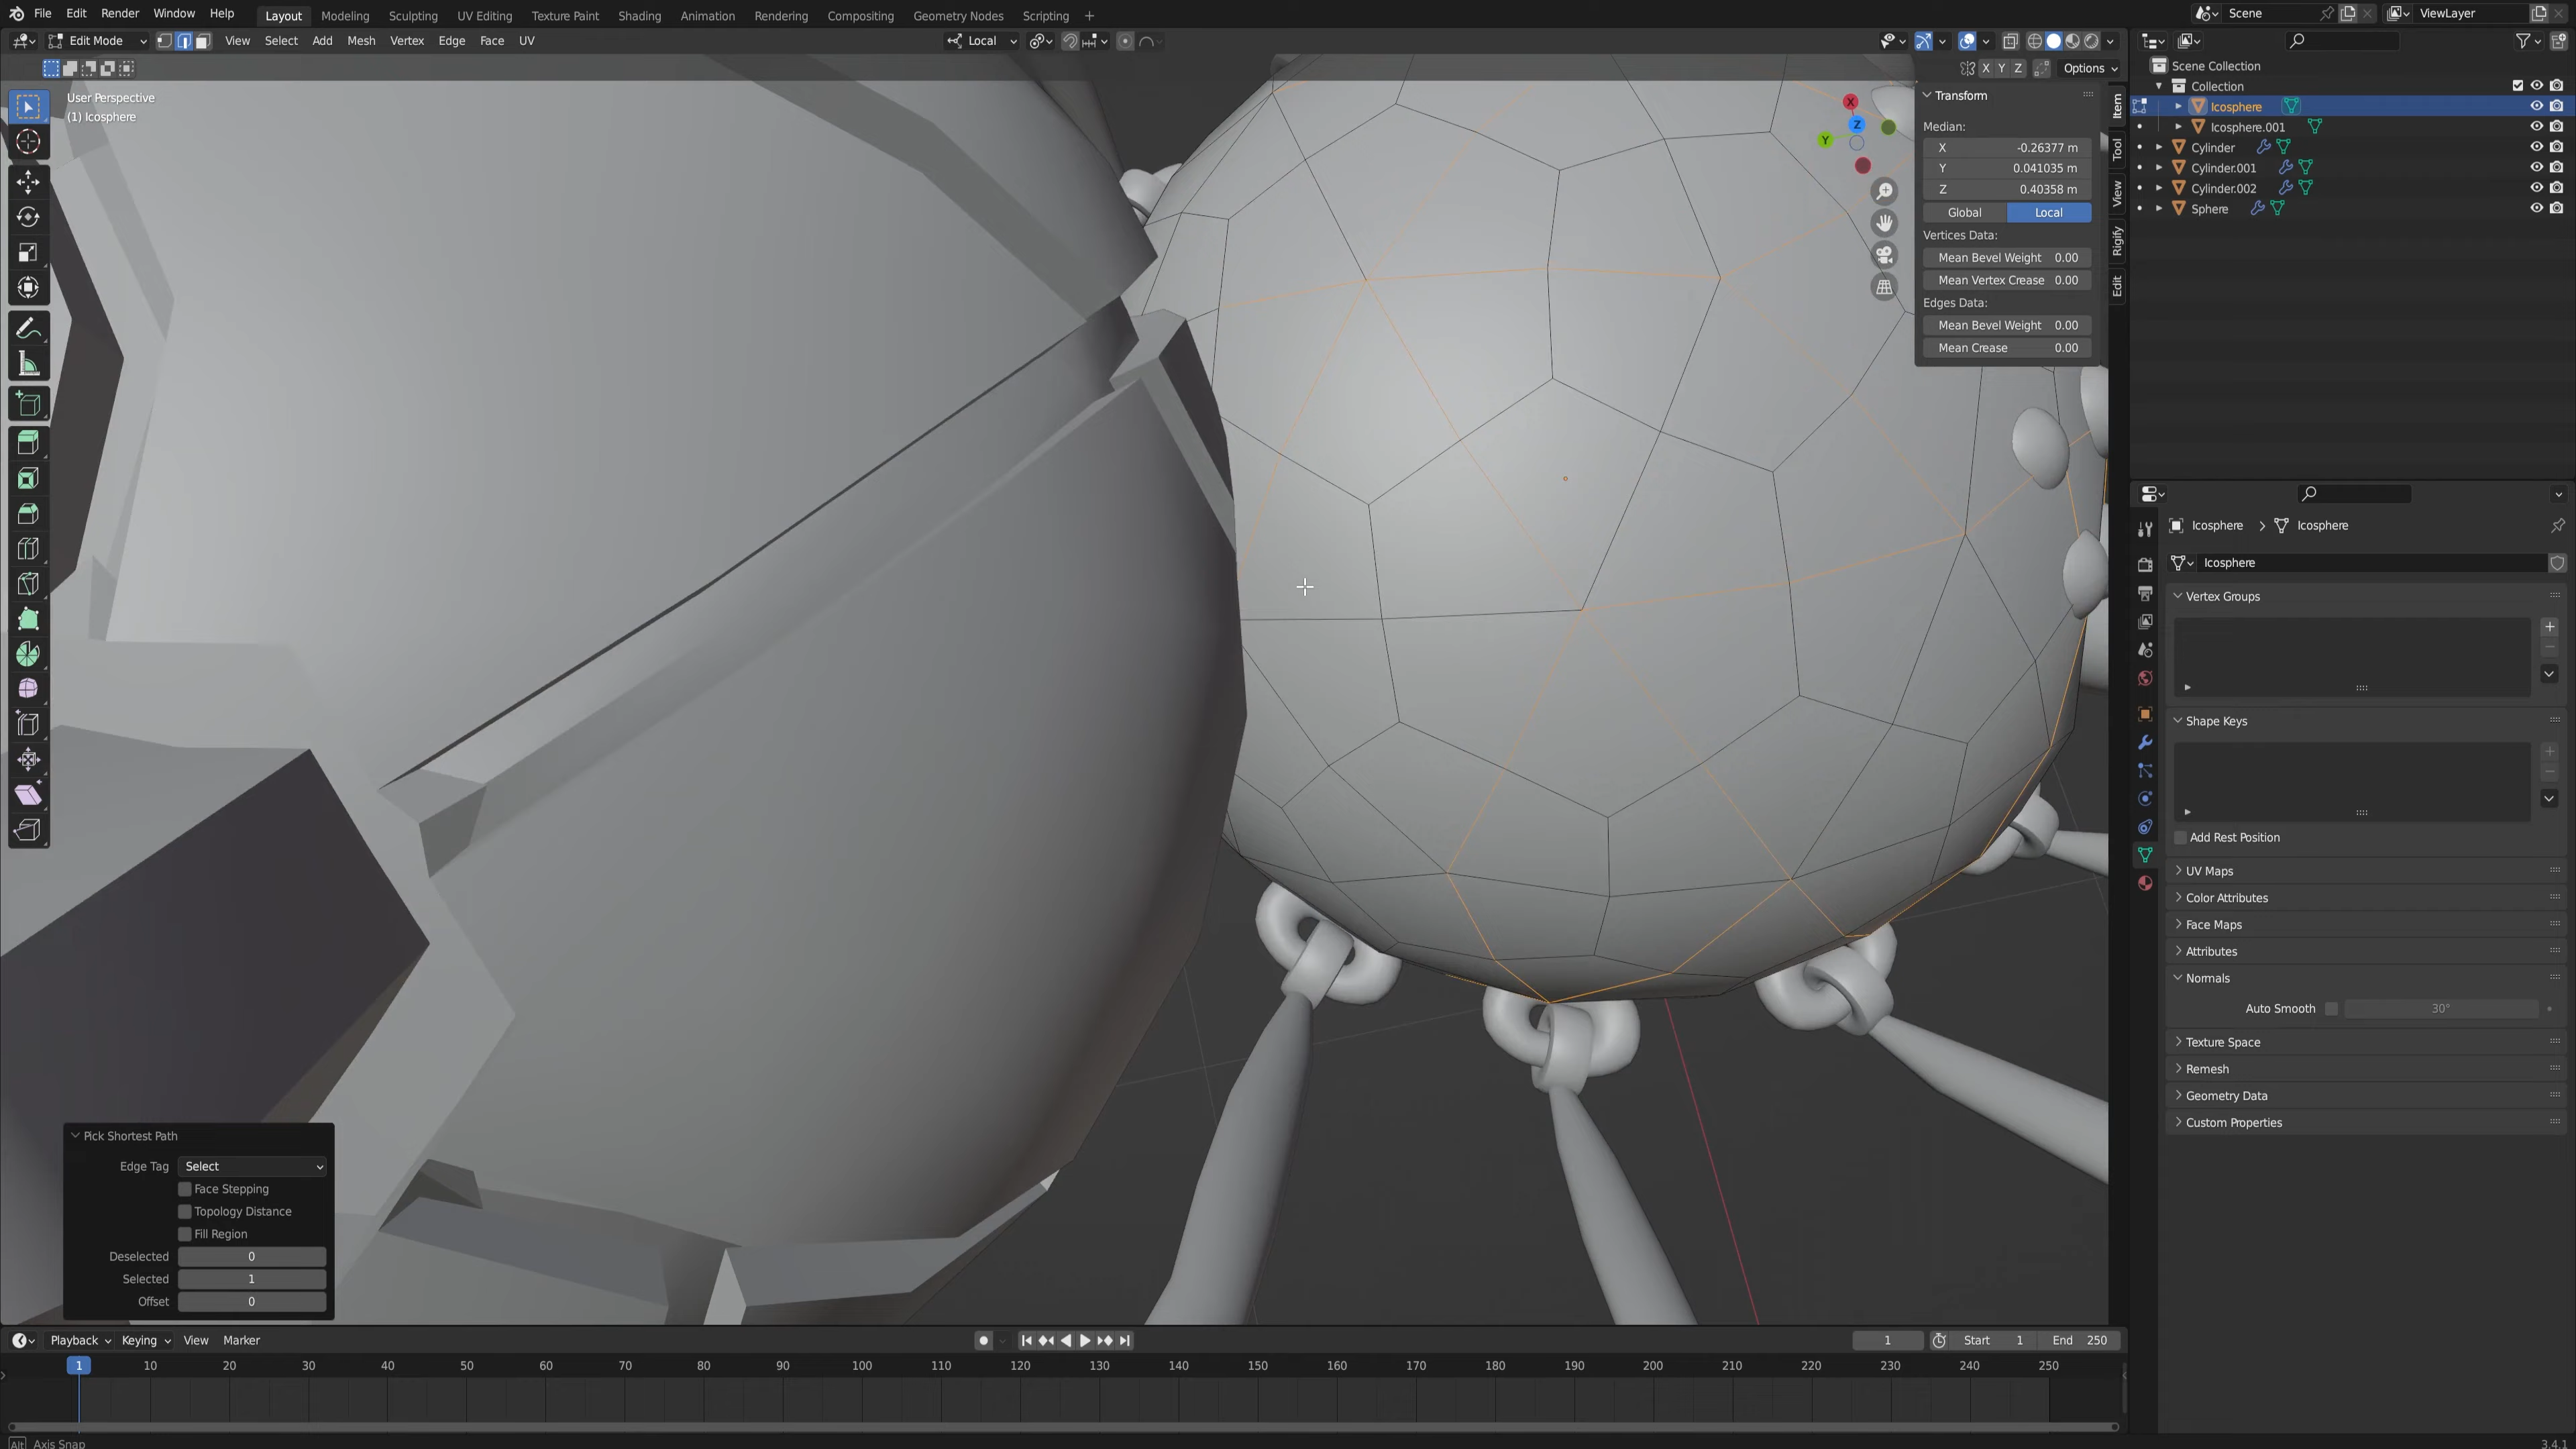 File Edit Render Window Help Layout Modeling Sculpting UV Editing Texture Paint Shading Animation Rendering Compositing Geometry Nodes Scripting + Scene ViewLayer
Edit Mode View Select Add Mesh Vertex Edge Face UV Local
X Y Z Options
User Perspective
(1) Icosphere
Transform
Median:
X -0.26377 m
Y 0.041035 m
Z 0.40358 m
Global Local
Vertices Data:
Mean Bevel Weight 0.00
Mean Vertex Crease 0.00
Edges Data:
Mean Bevel Weight 0.00
Mean Crease 0.00
X
Z
Y
Item
Tool
View
Rigify
Edit
Scene Collection
Collection
Icosphere
Icosphere.001
Cylinder
Cylinder.001
Cylinder.002
Sphere
Icosphere > Icosphere
Icosphere
Vertex Groups
Shape Keys
Add Rest Position
UV Maps
Color Attributes
Face Maps
Attributes
Normals
Auto Smooth 30°
Texture Space
Remesh
Geometry Data
Custom Properties
Pick Shortest Path
Edge Tag Select
Face Stepping
Topology Distance
Fill Region
Deselected 0
Selected 1
Offset 0
Playback Keying View Marker 1 Start 1 End 250
1 10 20 30 40 50 60 70 80 90 100 110 120 130 140 150 160 170 180 190 200 210 220 230 240 250
Alt Axis Snap 3.4.1